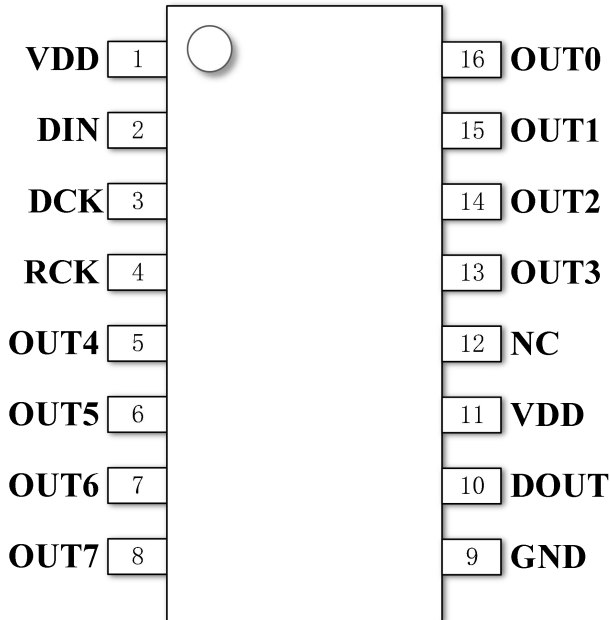 VDD 1 16 OUT0
DIN 2 15 OUT1
DCK 3 14 OUT2
RCK 4 13 OUT3
OUT4 5 12 NC
OUT5 6 11 VDD
OUT6 7 10 DOUT
OUT7 8 9 GND